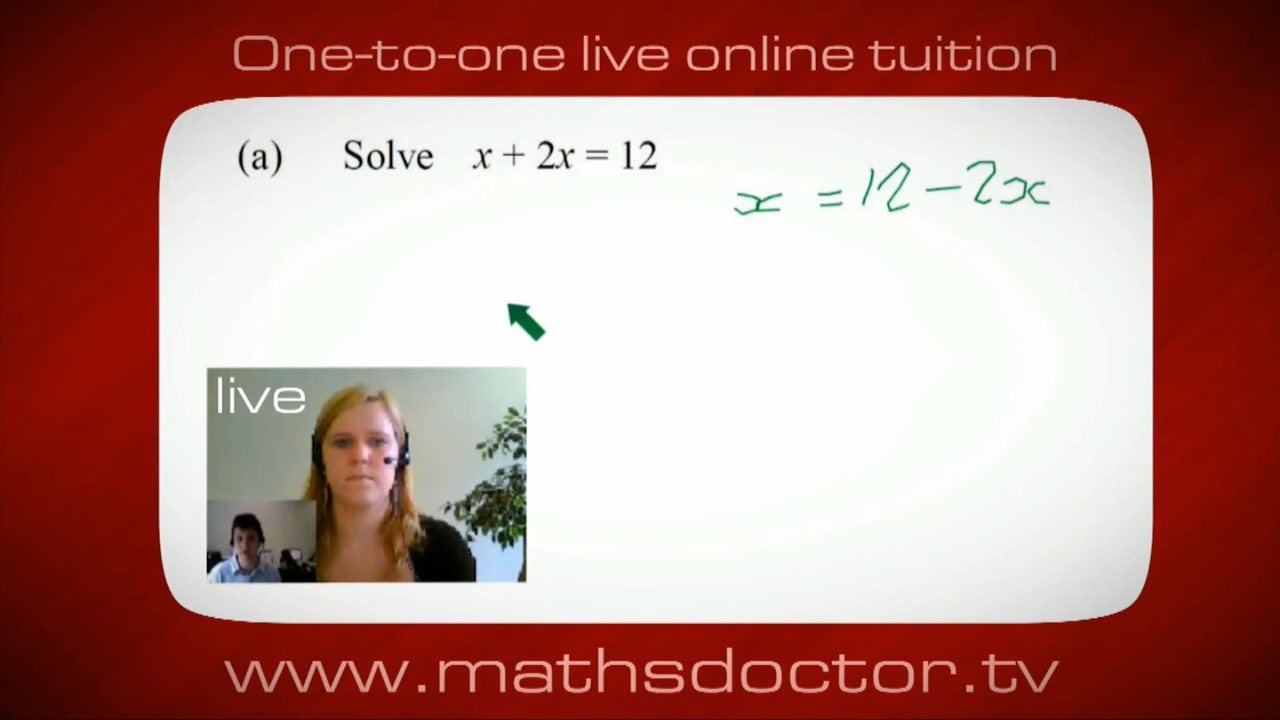 One-to-one live online tuition
(a) Solve x + 2x = 12
x = 12 - 2x
live
www.mathsdoctor.tv